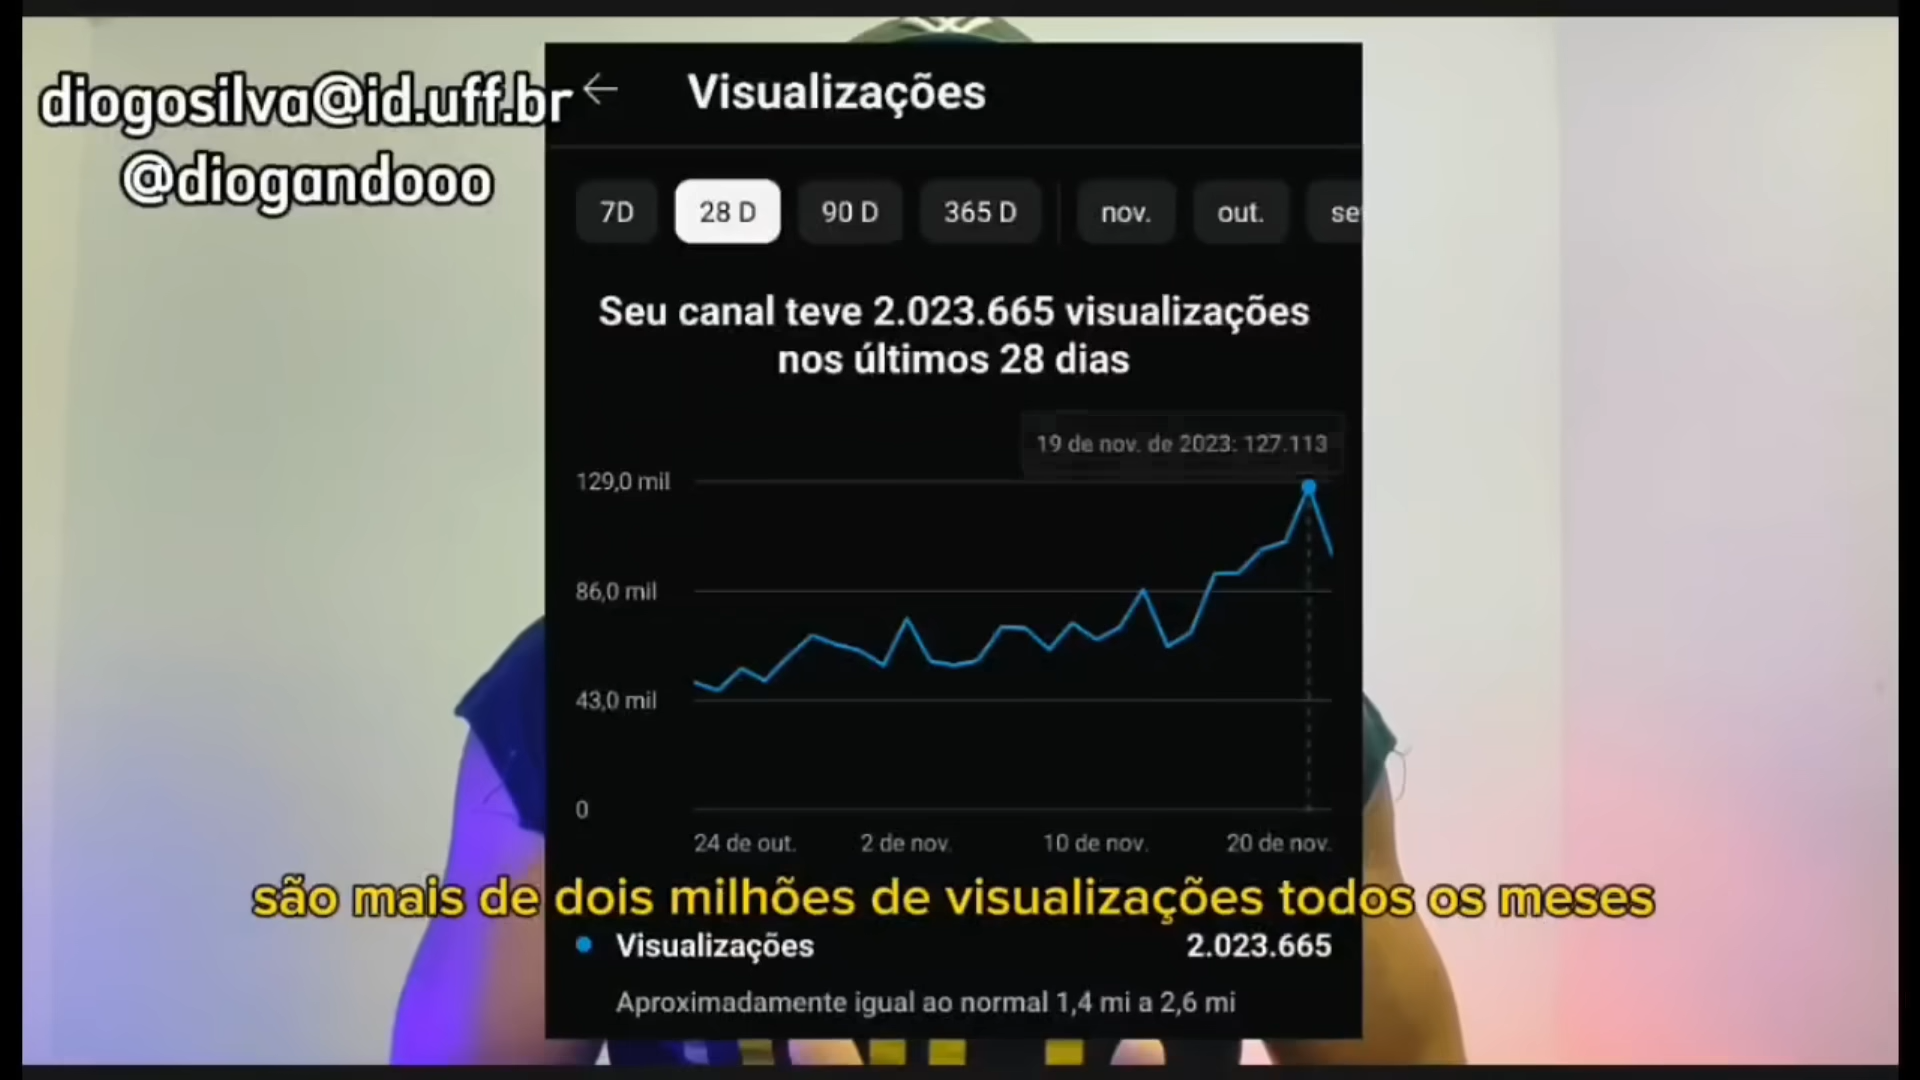 diogosilva@id.uff.br
@diogandooo
Visualizações
7D 28 D 90 D 365 D nov. out. se
Seu canal teve 2.023.665 visualizações
nos últimos 28 dias
19 de nov. de 2023: 127.113
129,0 mil
86,0 mil
43,0 mil
0
24 de out. 2 de nov. 10 de nov. 20 de nov.
são mais de dois milhões de visualizações todos os meses
Visualizações 2.023.665
Aproximadamente igual ao normal 1,4 mi a 2,6 mi